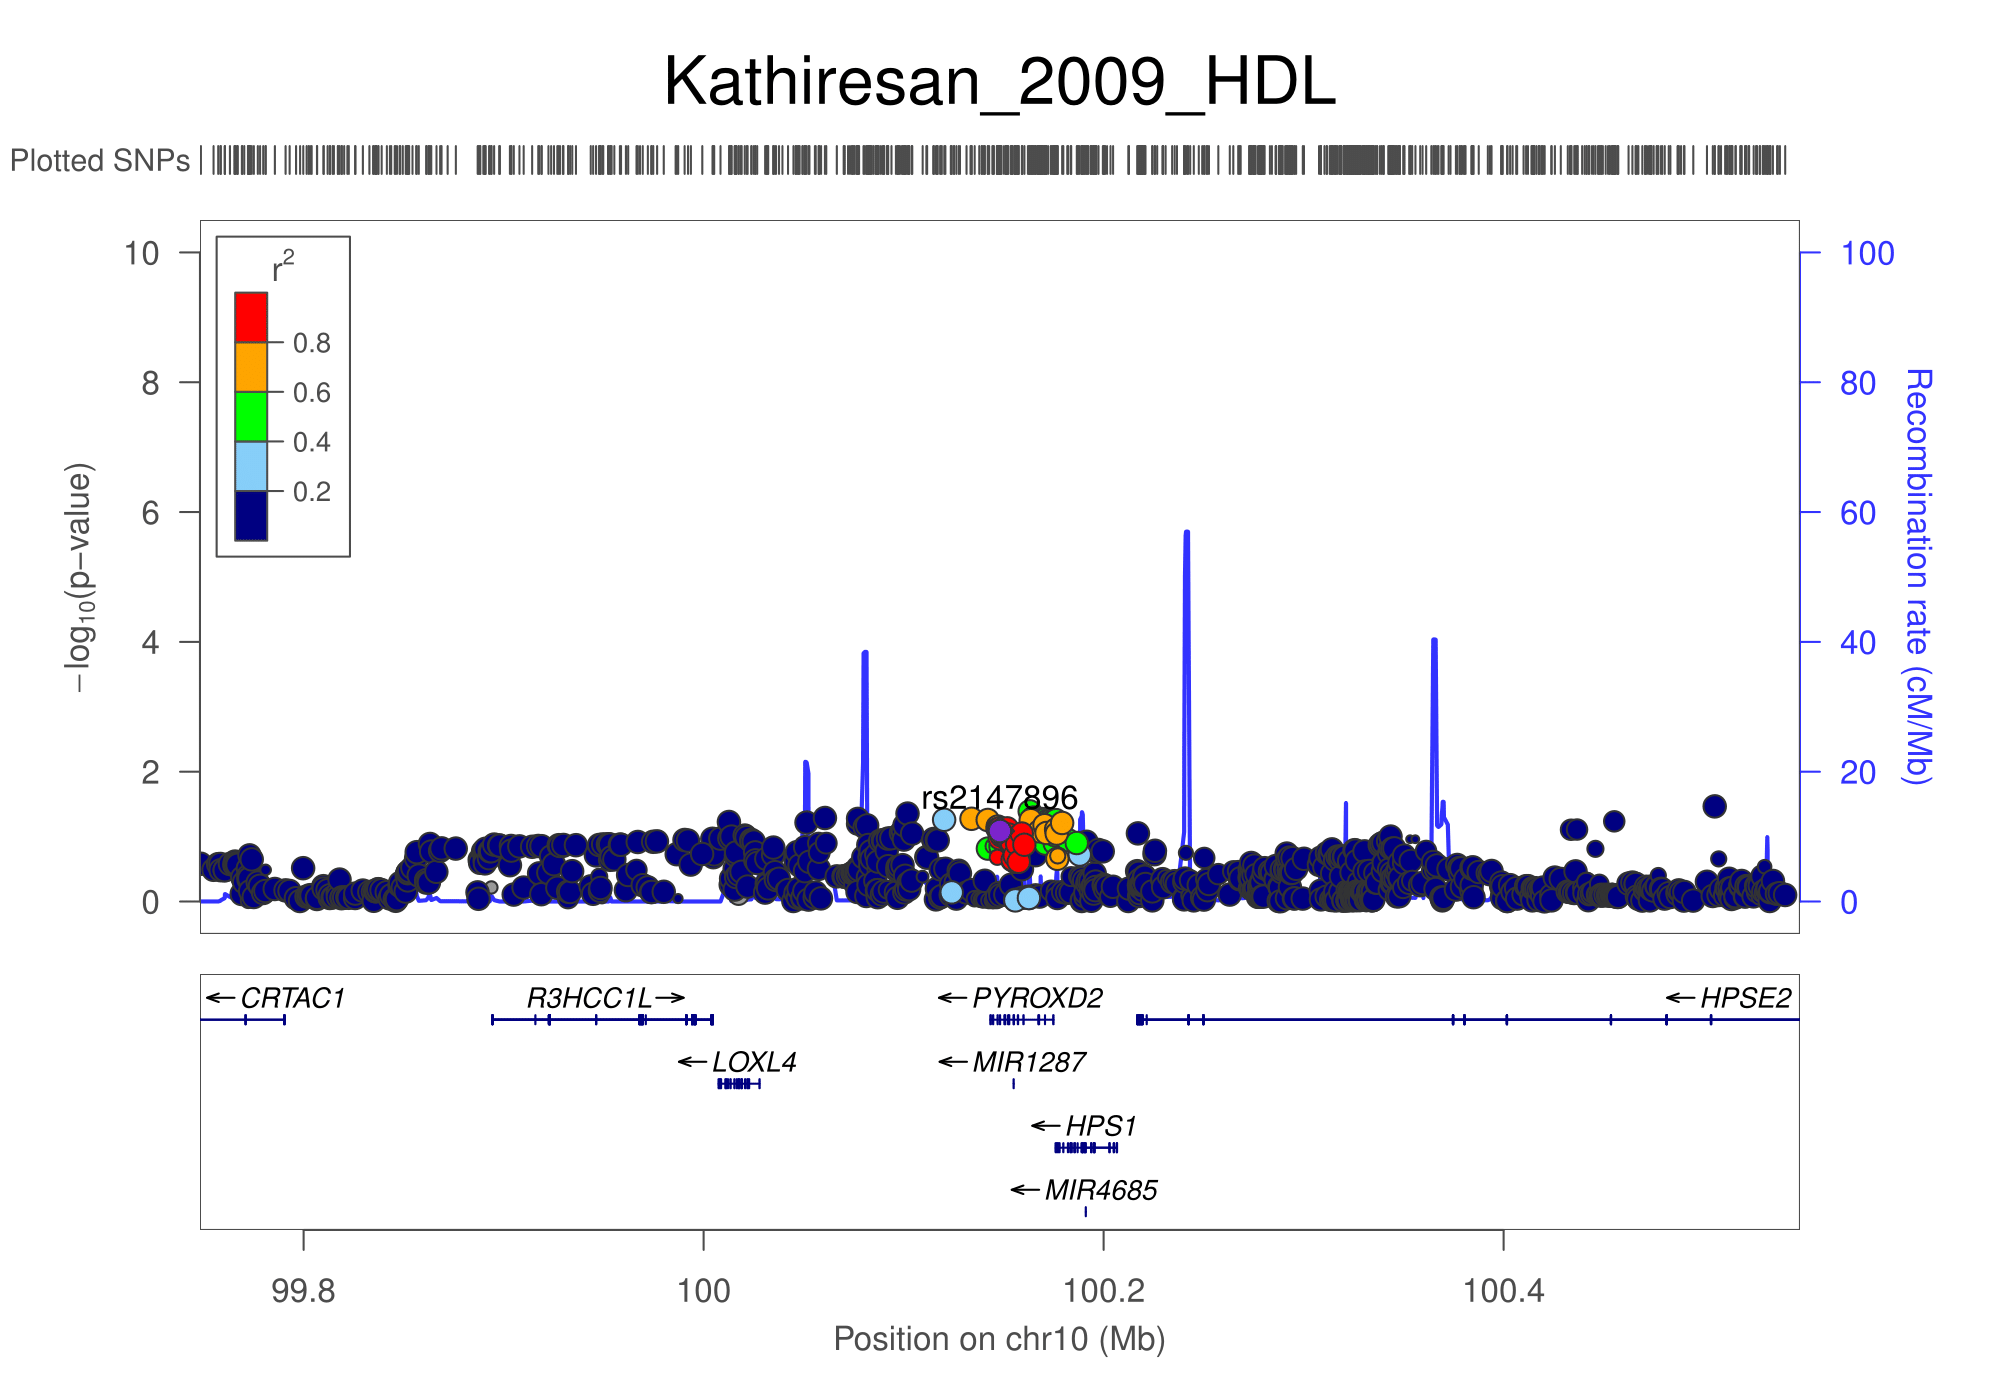 Kathiresan_2009_HDL
Plotted SNPs
10
8
6
4
2
0
−log10(p−value)
r2
0.8
0.6
0.4
0.2
rs2147896
100
80
60
40
20
0
Recombination rate (cM/Mb)
CRTAC1 R3HCC1L PYROXD2 HPSE2
LOXL4 MIR1287
HPS1
MIR4685
99.8 100 100.2 100.4
Position on chr10 (Mb)